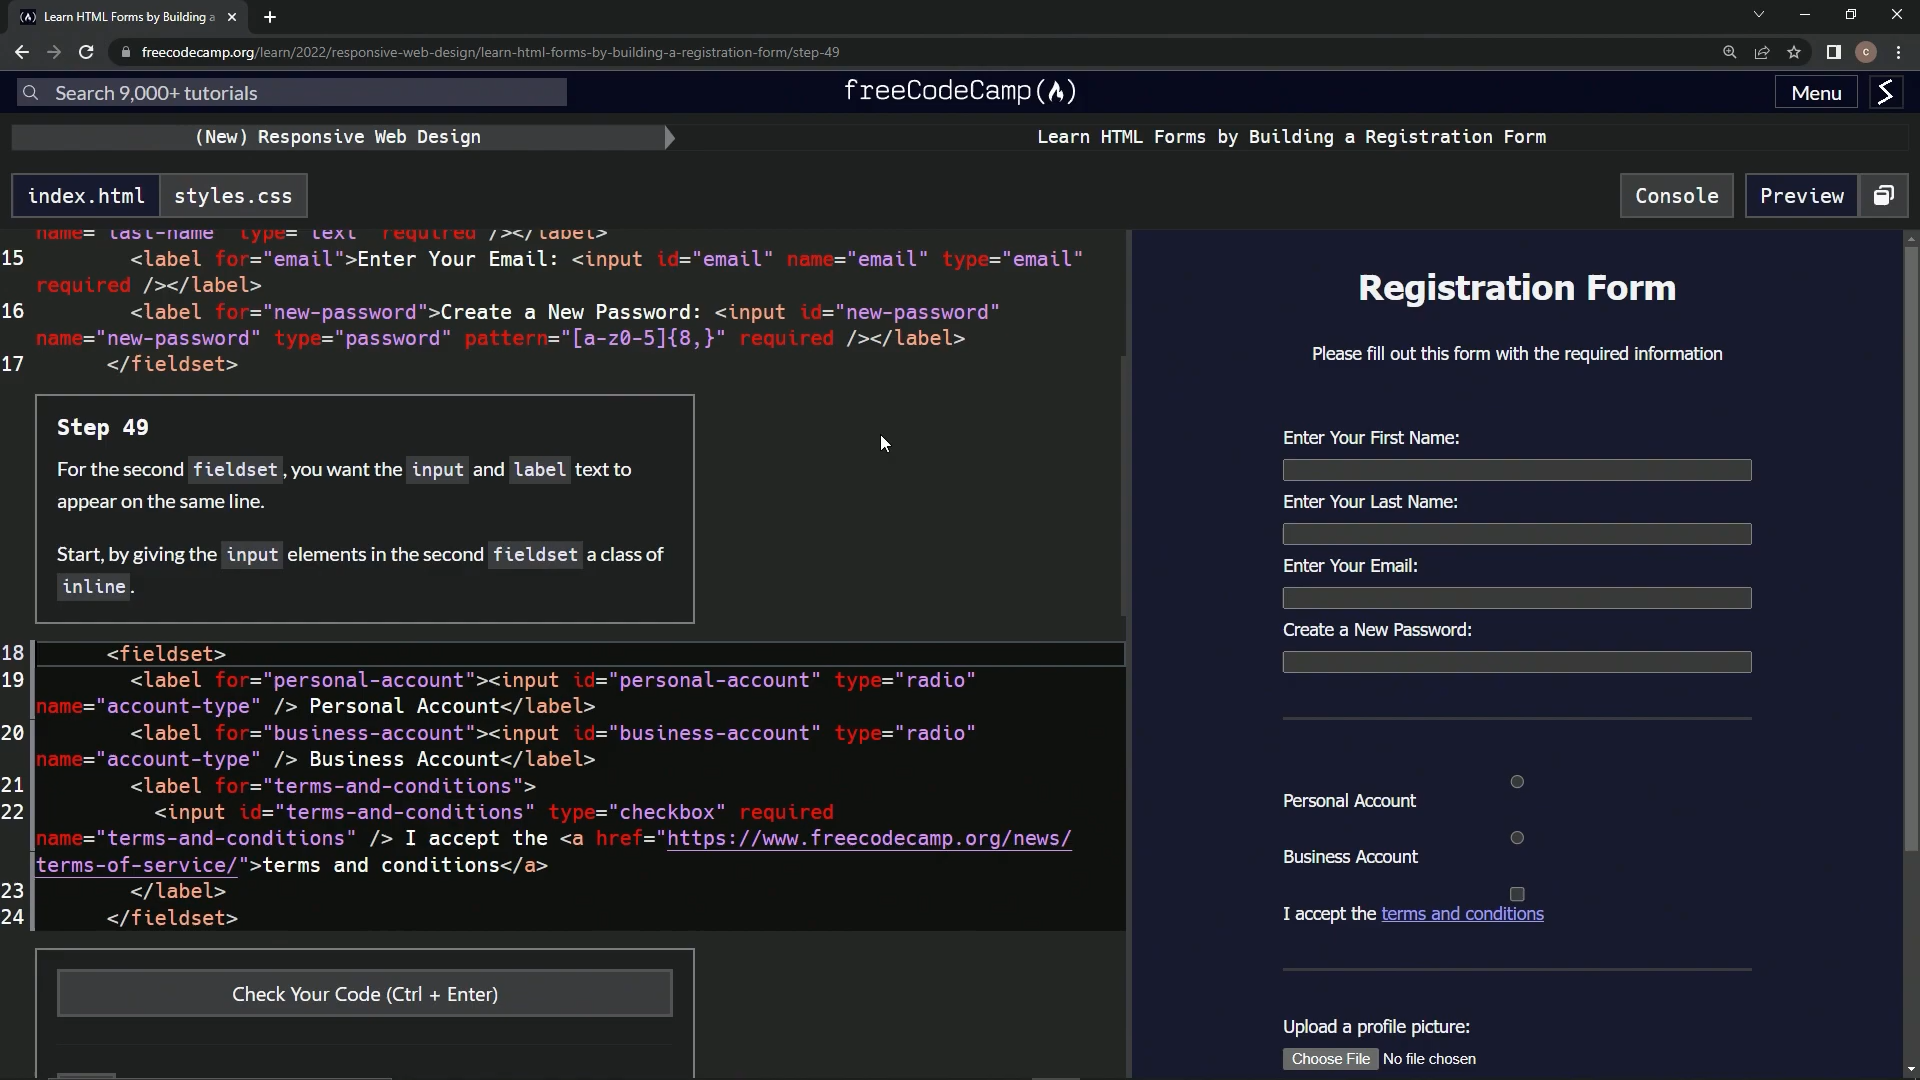 Learn HTML Forms by Building a
freecodecamp.org/learn/2022/responsive-web-design/learn-html-forms-by-building-a-registration-form/step-49
c
Search 9,000+ tutorials
freeCodeCamp
Menu
(New) Responsive Web Design
Learn HTML Forms by Building a Registration Form
index.html
styles.css
Console
Preview
name="last-name" type="text" required /></label>
15 <label for="email">Enter Your Email: <input id="email" name="email" type="email"
required /></label>
16 <label for="new-password">Create a New Password: <input id="new-password"
name="new-password" type="password" pattern="[a-z0-5]{8,}" required /></label>
17 </fieldset>
Step 49
For the second fieldset, you want the input and label text to
appear on the same line.
Start, by giving the input elements in the second fieldset a class of
inline.
18 <fieldset>
19 <label for="personal-account"><input id="personal-account" type="radio"
name="account-type" /> Personal Account</label>
20 <label for="business-account"><input id="business-account" type="radio"
name="account-type" /> Business Account</label>
21 <label for="terms-and-conditions">
22 <input id="terms-and-conditions" type="checkbox" required
name="terms-and-conditions" /> I accept the <a href="https://www.freecodecamp.org/news/
terms-of-service/">terms and conditions</a>
23 </label>
24 </fieldset>
Check Your Code (Ctrl + Enter)
Registration Form
Please fill out this form with the required information
Enter Your First Name:
Enter Your Last Name:
Enter Your Email:
Create a New Password:
Personal Account
Business Account
I accept the terms and conditions
Upload a profile picture:
Choose File No file chosen